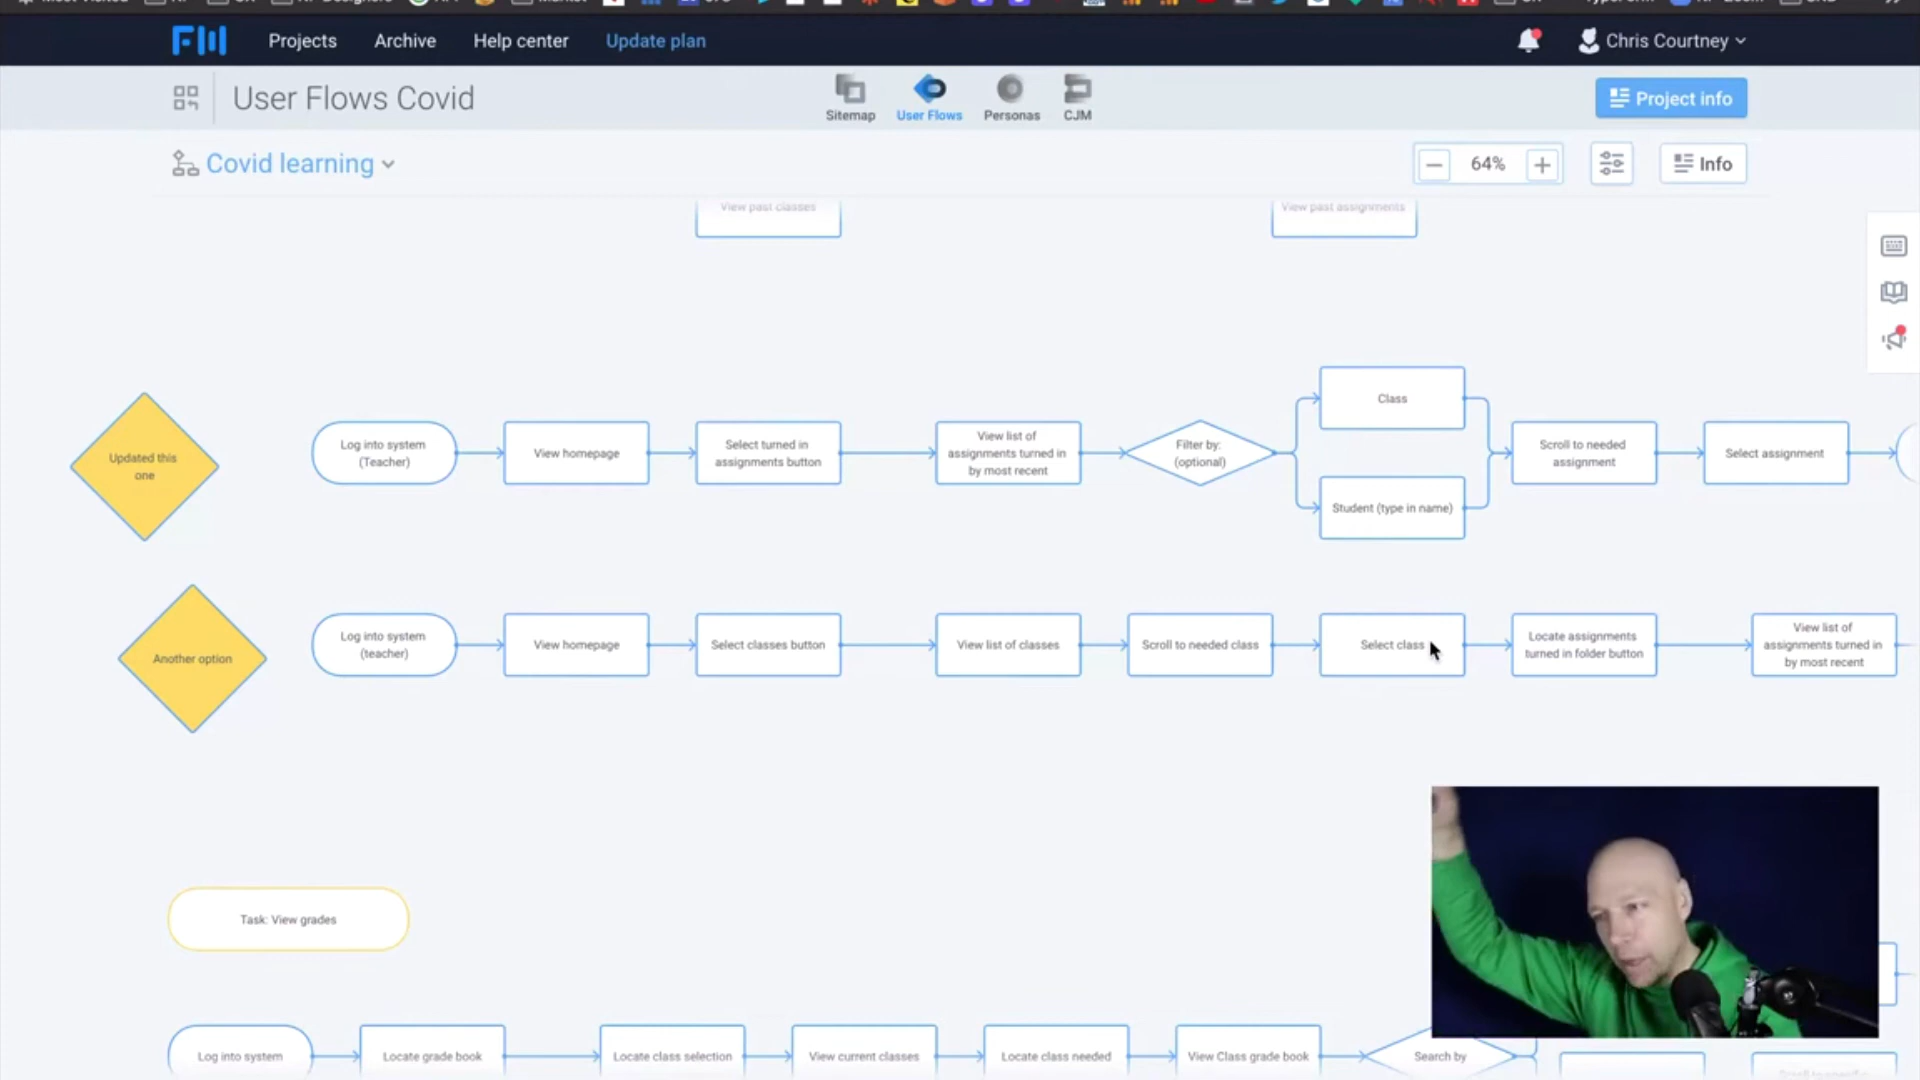 Projects
Archive
Help center
Update plan
Chris Courtney
User Flows Covid
Sitemap
User Flows
Personas
CJM
Project info
Covid learning
64%
Info
View past classes
View past assignments
Updated this
one
Log into system
(Teacher)
View homepage
Select turned in
assignments button
View list of
assignments turned in
by most recent
Filter by:
(optional)
Class
Student (type in name)
Scroll to needed
assignment
Select assignment
Another option
Log into system
(teacher)
View homepage
Select classes button
View list of classes
Scroll to needed class
Select class
Locate assignments
turned in folder button
View list of
assignments turned in
by most recent
Task: View grades
Log into system
Locate grade book
Locate class selection
View current classes
Locate class needed
View Class grade book
Search by